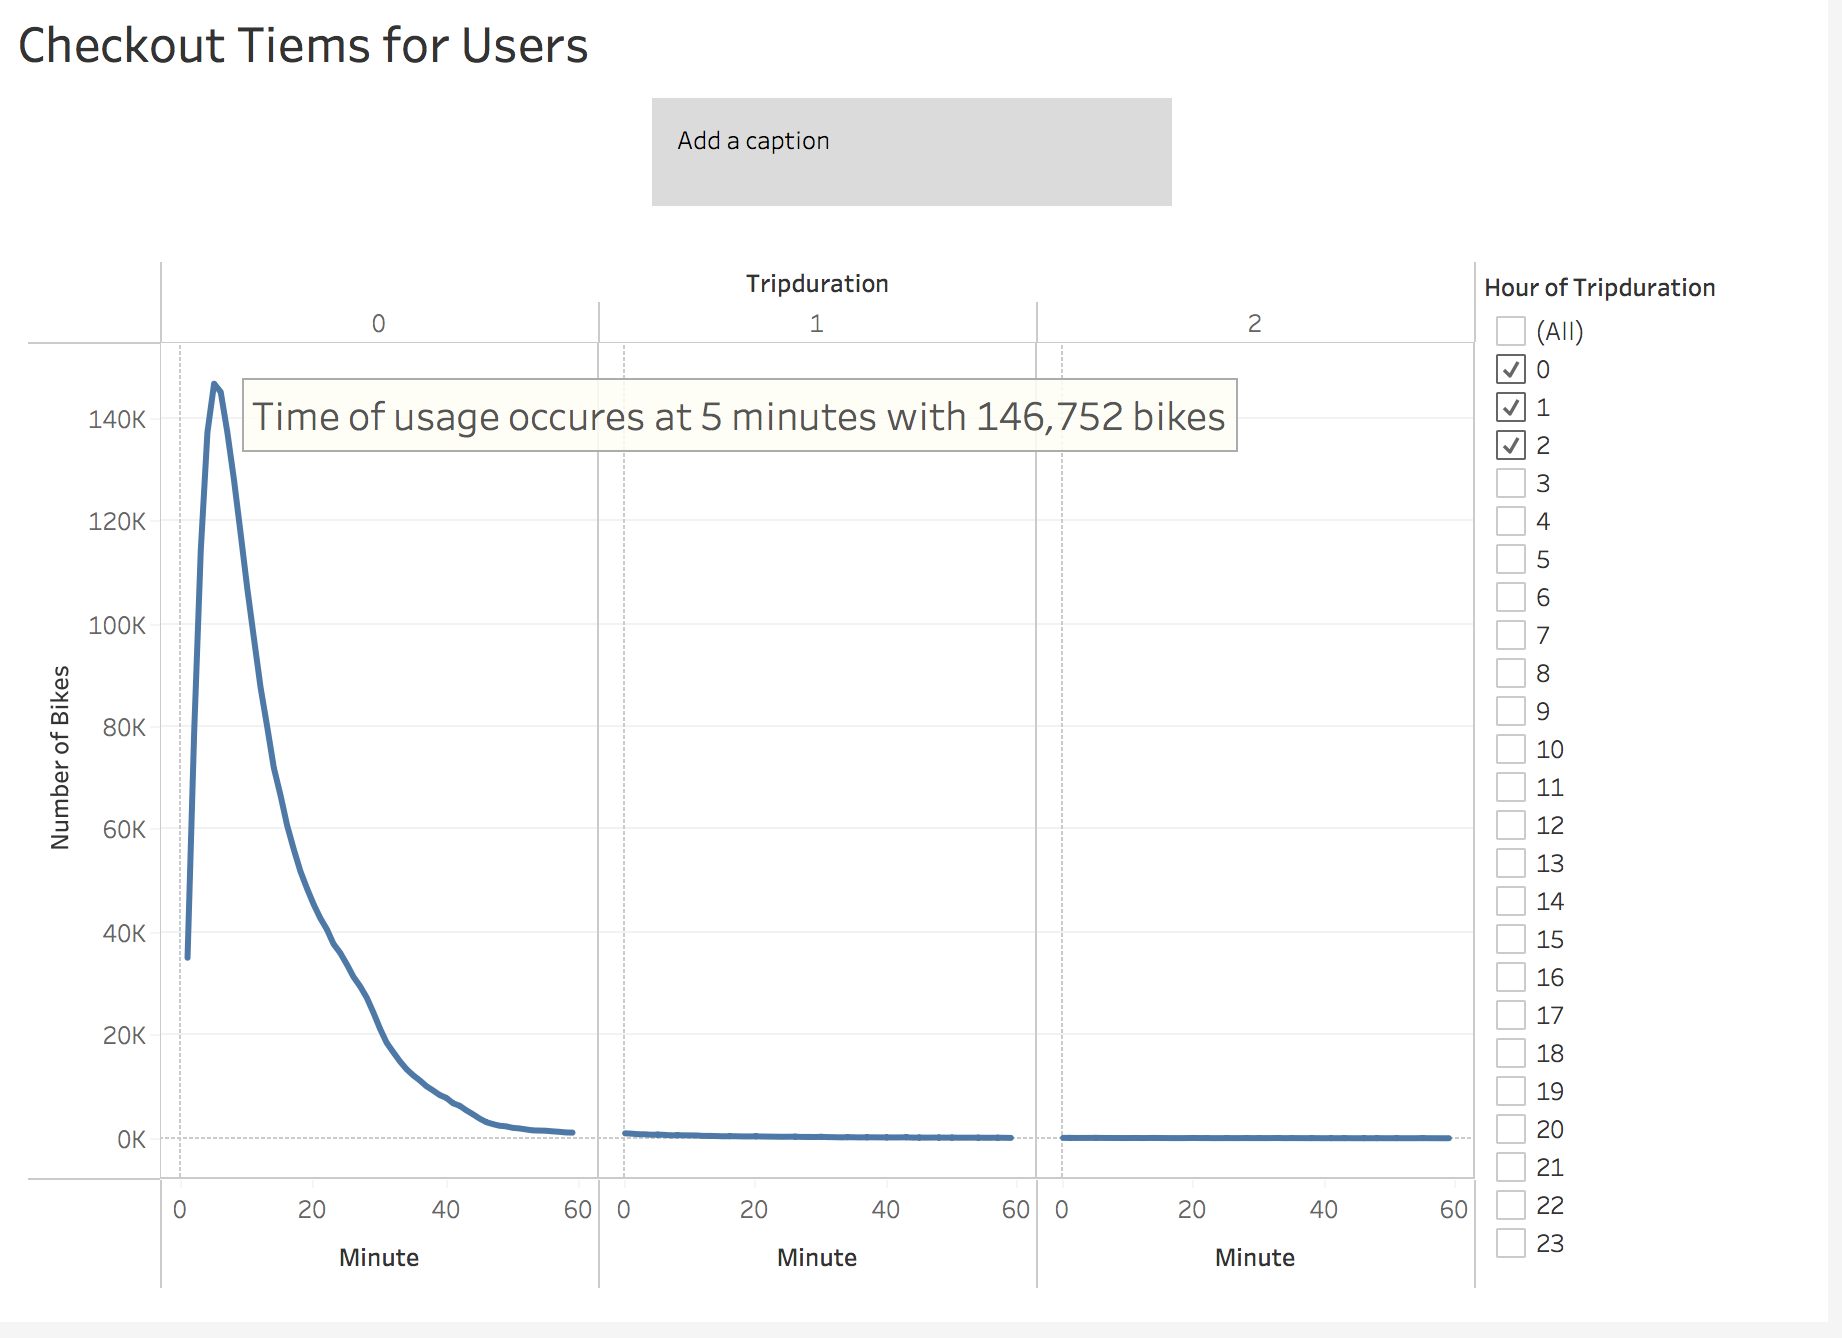 Checkout Tiems for Users
Add a caption
Tripduration
0 1 2
Time of usage occures at 5 minutes with 146,752 bikes
Number of Bikes
140K
120K
100K
80K
60K
40K
20K
0K
0 20 40 60 0 20 40 60 0 20 40 60
Minute Minute Minute
Hour of Tripduration
(All)
0
1
2
3
4
5
6
7
8
9
10
11
12
13
14
15
16
17
18
19
20
21
22
23